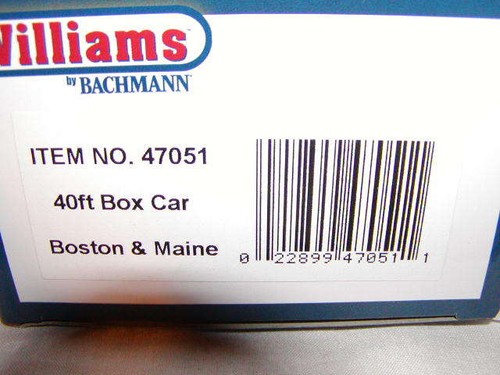 Williams
by BACHMANN
ITEM NO. 47051
40ft Box Car
Boston & Maine
0 22899 47051 1